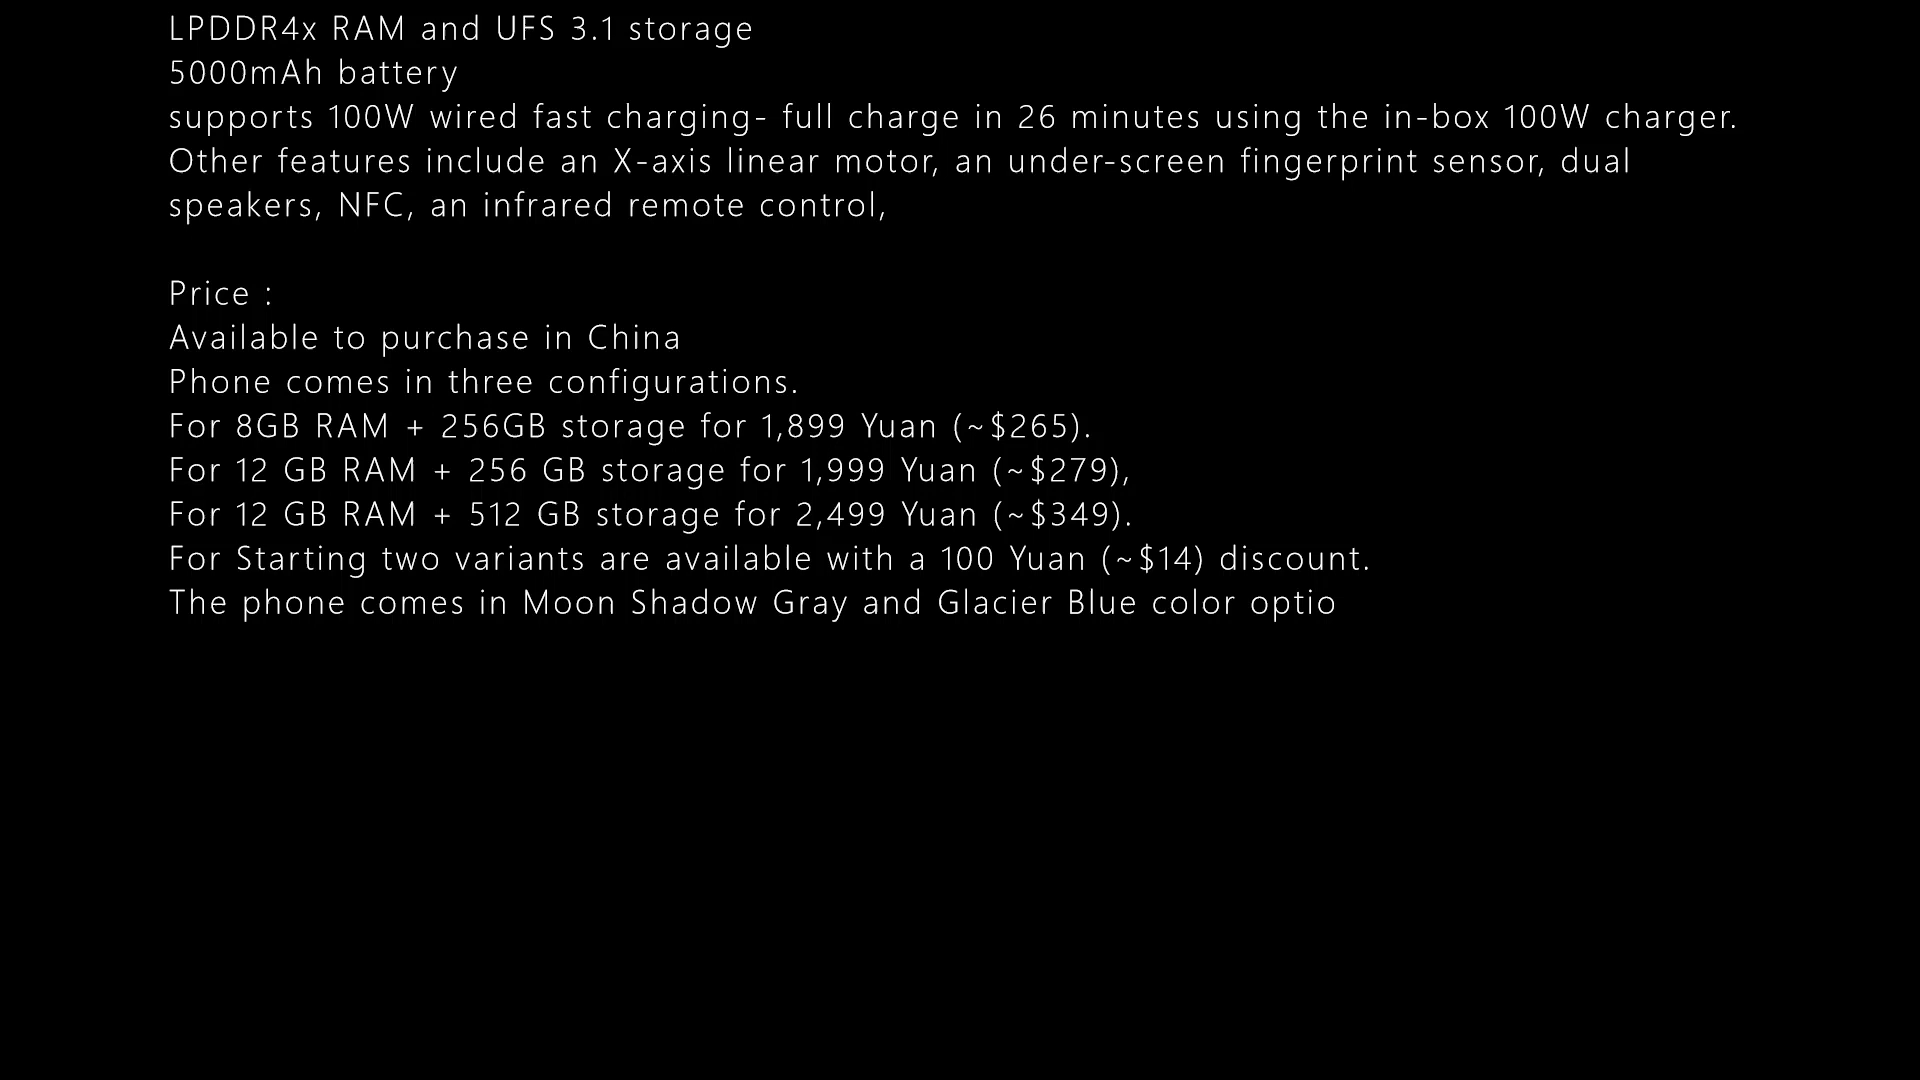 LPDDR4x RAM and UFS 3.1 storage
5000mAh battery
supports 100W wired fast charging- full charge in 26 minutes using the in-box 100W charger.
Other features include an X-axis linear motor, an under-screen fingerprint sensor, dual
speakers, NFC, an infrared remote control,
Price :
Available to purchase in China
Phone comes in three configurations.
For 8GB RAM + 256GB storage for 1,899 Yuan (~$265).
For 12 GB RAM + 256 GB storage for 1,999 Yuan (~$279),
For 12 GB RAM + 512 GB storage for 2,499 Yuan (~$349).
For Starting two variants are available with a 100 Yuan (~$14) discount.
The phone comes in Moon Shadow Gray and Glacier Blue color optio